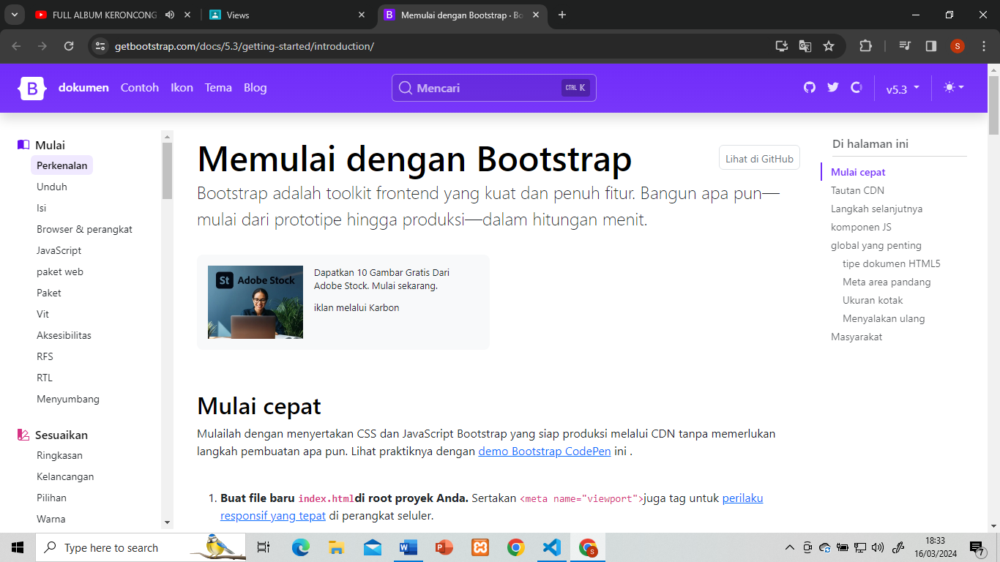 FULL ALBUM KERONCONG
Views
Memulai dengan Bootstrap · Bo
getbootstrap.com/docs/5.3/getting-started/introduction/
S
B
dokumen
Contoh
Ikon
Tema
Blog
Mencari
CTRL K
v5.3
Mulai
Perkenalan
Unduh
Isi
Browser & perangkat
JavaScript
paket web
Paket
Vit
Aksesibilitas
RFS
RTL
Menyumbang
Sesuaikan
Ringkasan
Kelancangan
Pilihan
Warna
Memulai dengan Bootstrap
Lihat di GitHub
Bootstrap adalah toolkit frontend yang kuat dan penuh fitur. Bangun apa pun—
mulai dari prototipe hingga produksi—dalam hitungan menit.
St Adobe Stock
Dapatkan 10 Gambar Gratis Dari
Adobe Stock. Mulai sekarang.
iklan melalui Karbon
Mulai cepat
Mulailah dengan menyertakan CSS dan JavaScript Bootstrap yang siap produksi melalui CDN tanpa memerlukan
langkah pembuatan apa pun. Lihat praktiknya dengan demo Bootstrap CodePen ini .
1. Buat file baru index.htmldi root proyek Anda. Sertakan <meta name="viewport">juga tag untuk perilaku
responsif yang tepat di perangkat seluler.
Di halaman ini
Mulai cepat
Tautan CDN
Langkah selanjutnya
komponen JS
global yang penting
tipe dokumen HTML5
Meta area pandang
Ukuran kotak
Menyalakan ulang
Masyarakat
Type here to search
18:33
16/03/2024
7